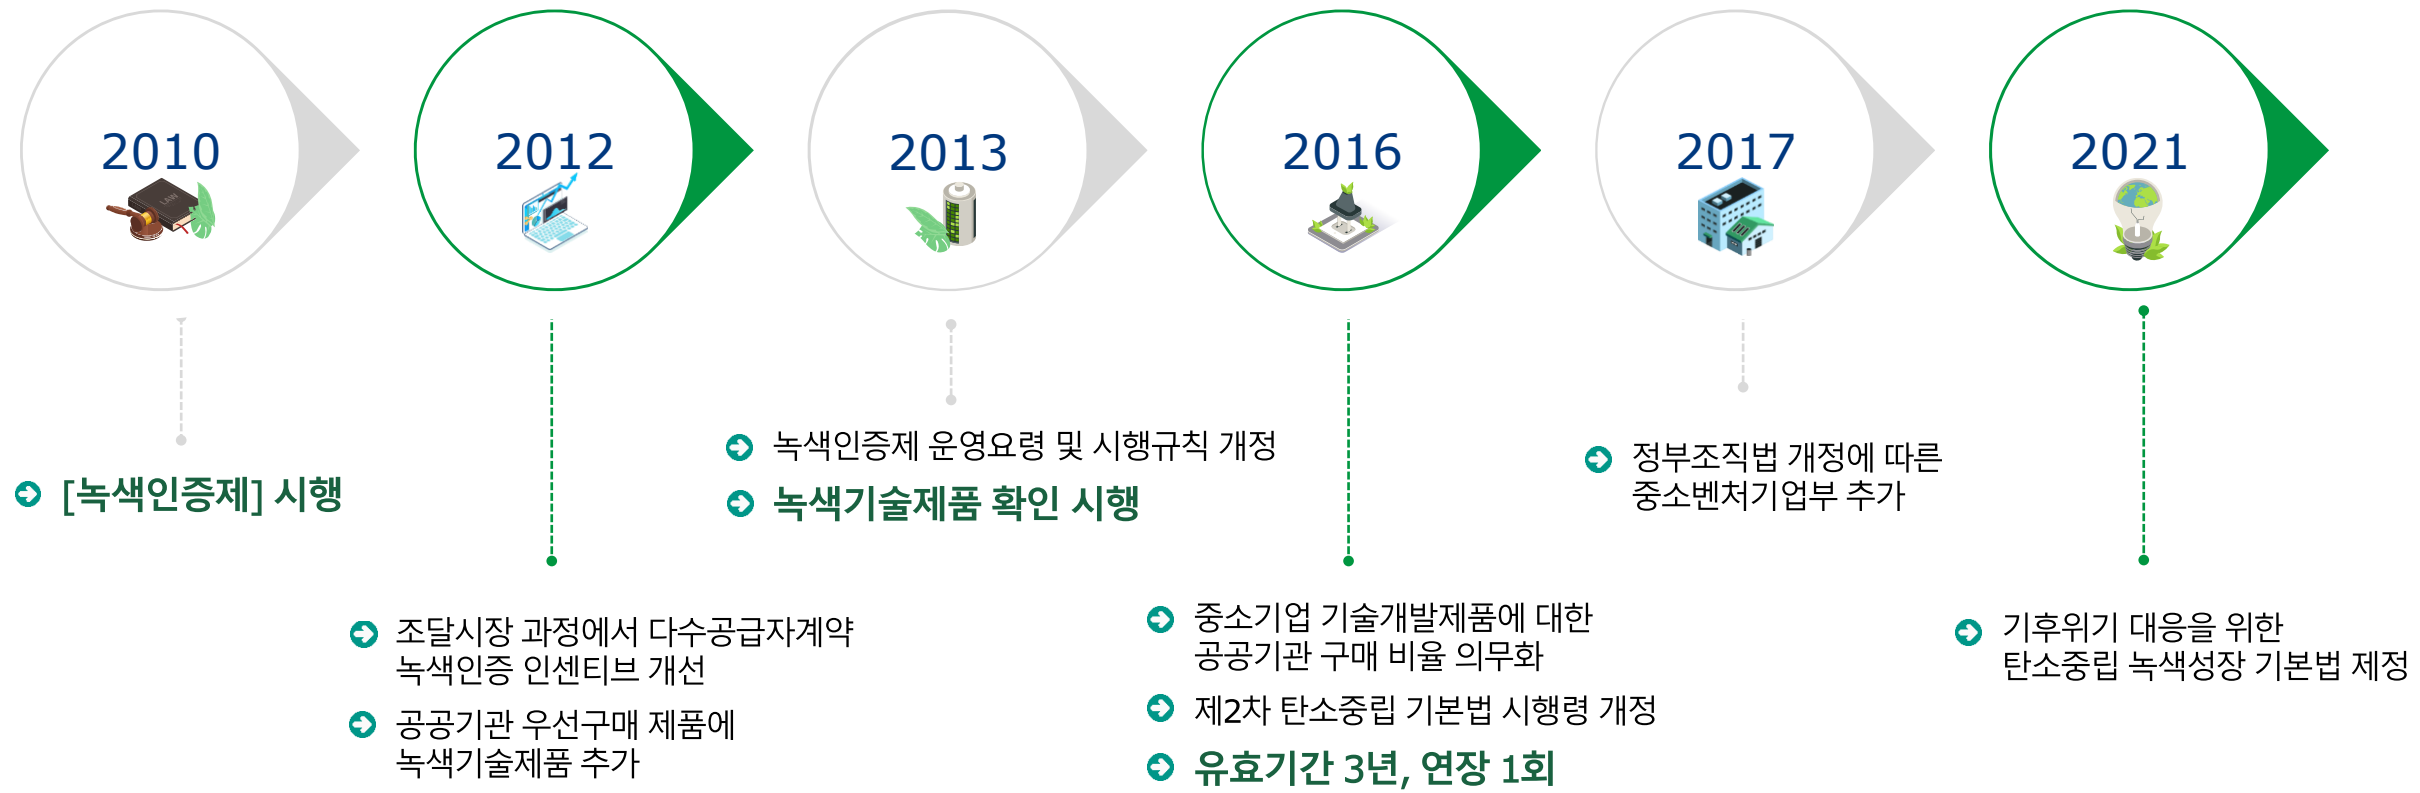 2010
2012
2013
2016
2017
2021
LAW
[녹색인증제] 시행
조달시장 과정에서 다수공급자계약
녹색인증 인센티브 개선
공공기관 우선구매 제품에
녹색기술제품 추가
녹색인증제 운영요령 및 시행규칙 개정
녹색기술제품 확인 시행
중소기업 기술개발제품에 대한
공공기관 구매 비율 의무화
제2차 탄소중립 기본법 시행령 개정
유효기간 3년, 연장 1회
정부조직법 개정에 따른
중소벤처기업부 추가
기후위기 대응을 위한
탄소중립 녹색성장 기본법 제정